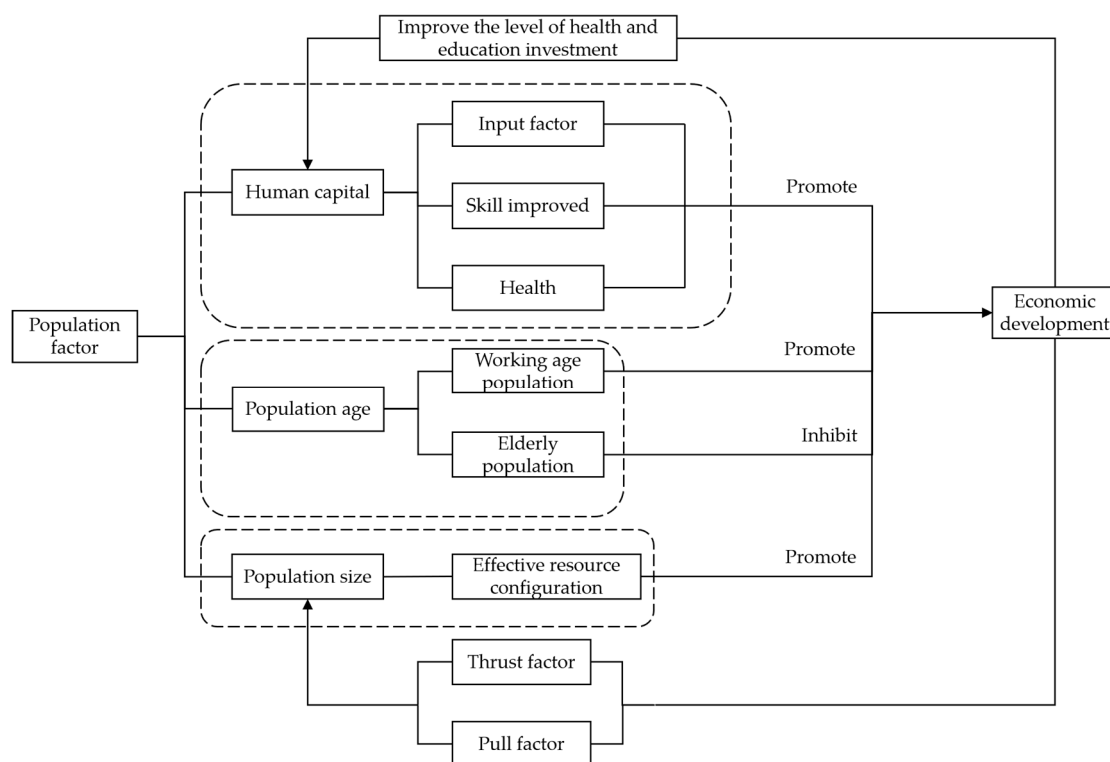 Improve the level of health and
education investment
Input factor
Human capital
Skill improved
Promote
Health
Population
factor
Economic
development
Working age
population
Promote
Population age
Elderly
population
Inhibit
Population size
Effective resource
configuration
Promote
Thrust factor
Pull factor